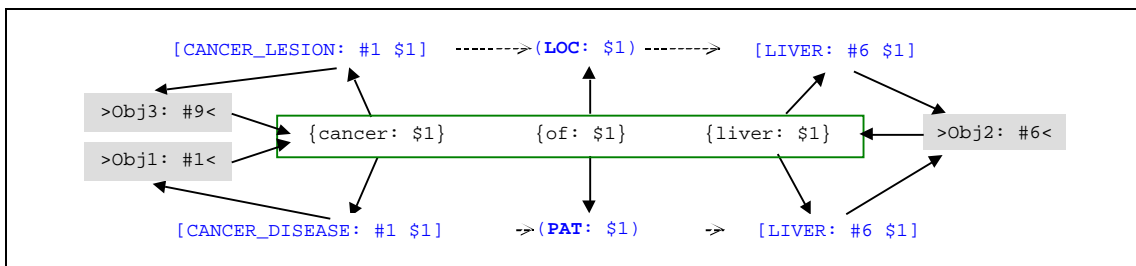 [CANCER_LESION: #1 $1] (LOC: $1) [LIVER: #6 $1]
>Obj3: #9<
{cancer: $1} {of: $1} {liver: $1} >Obj2: #6<
>Obj1: #1<
[CANCER_DISEASE: #1 $1] (PAT: $1) [LIVER: #6 $1]